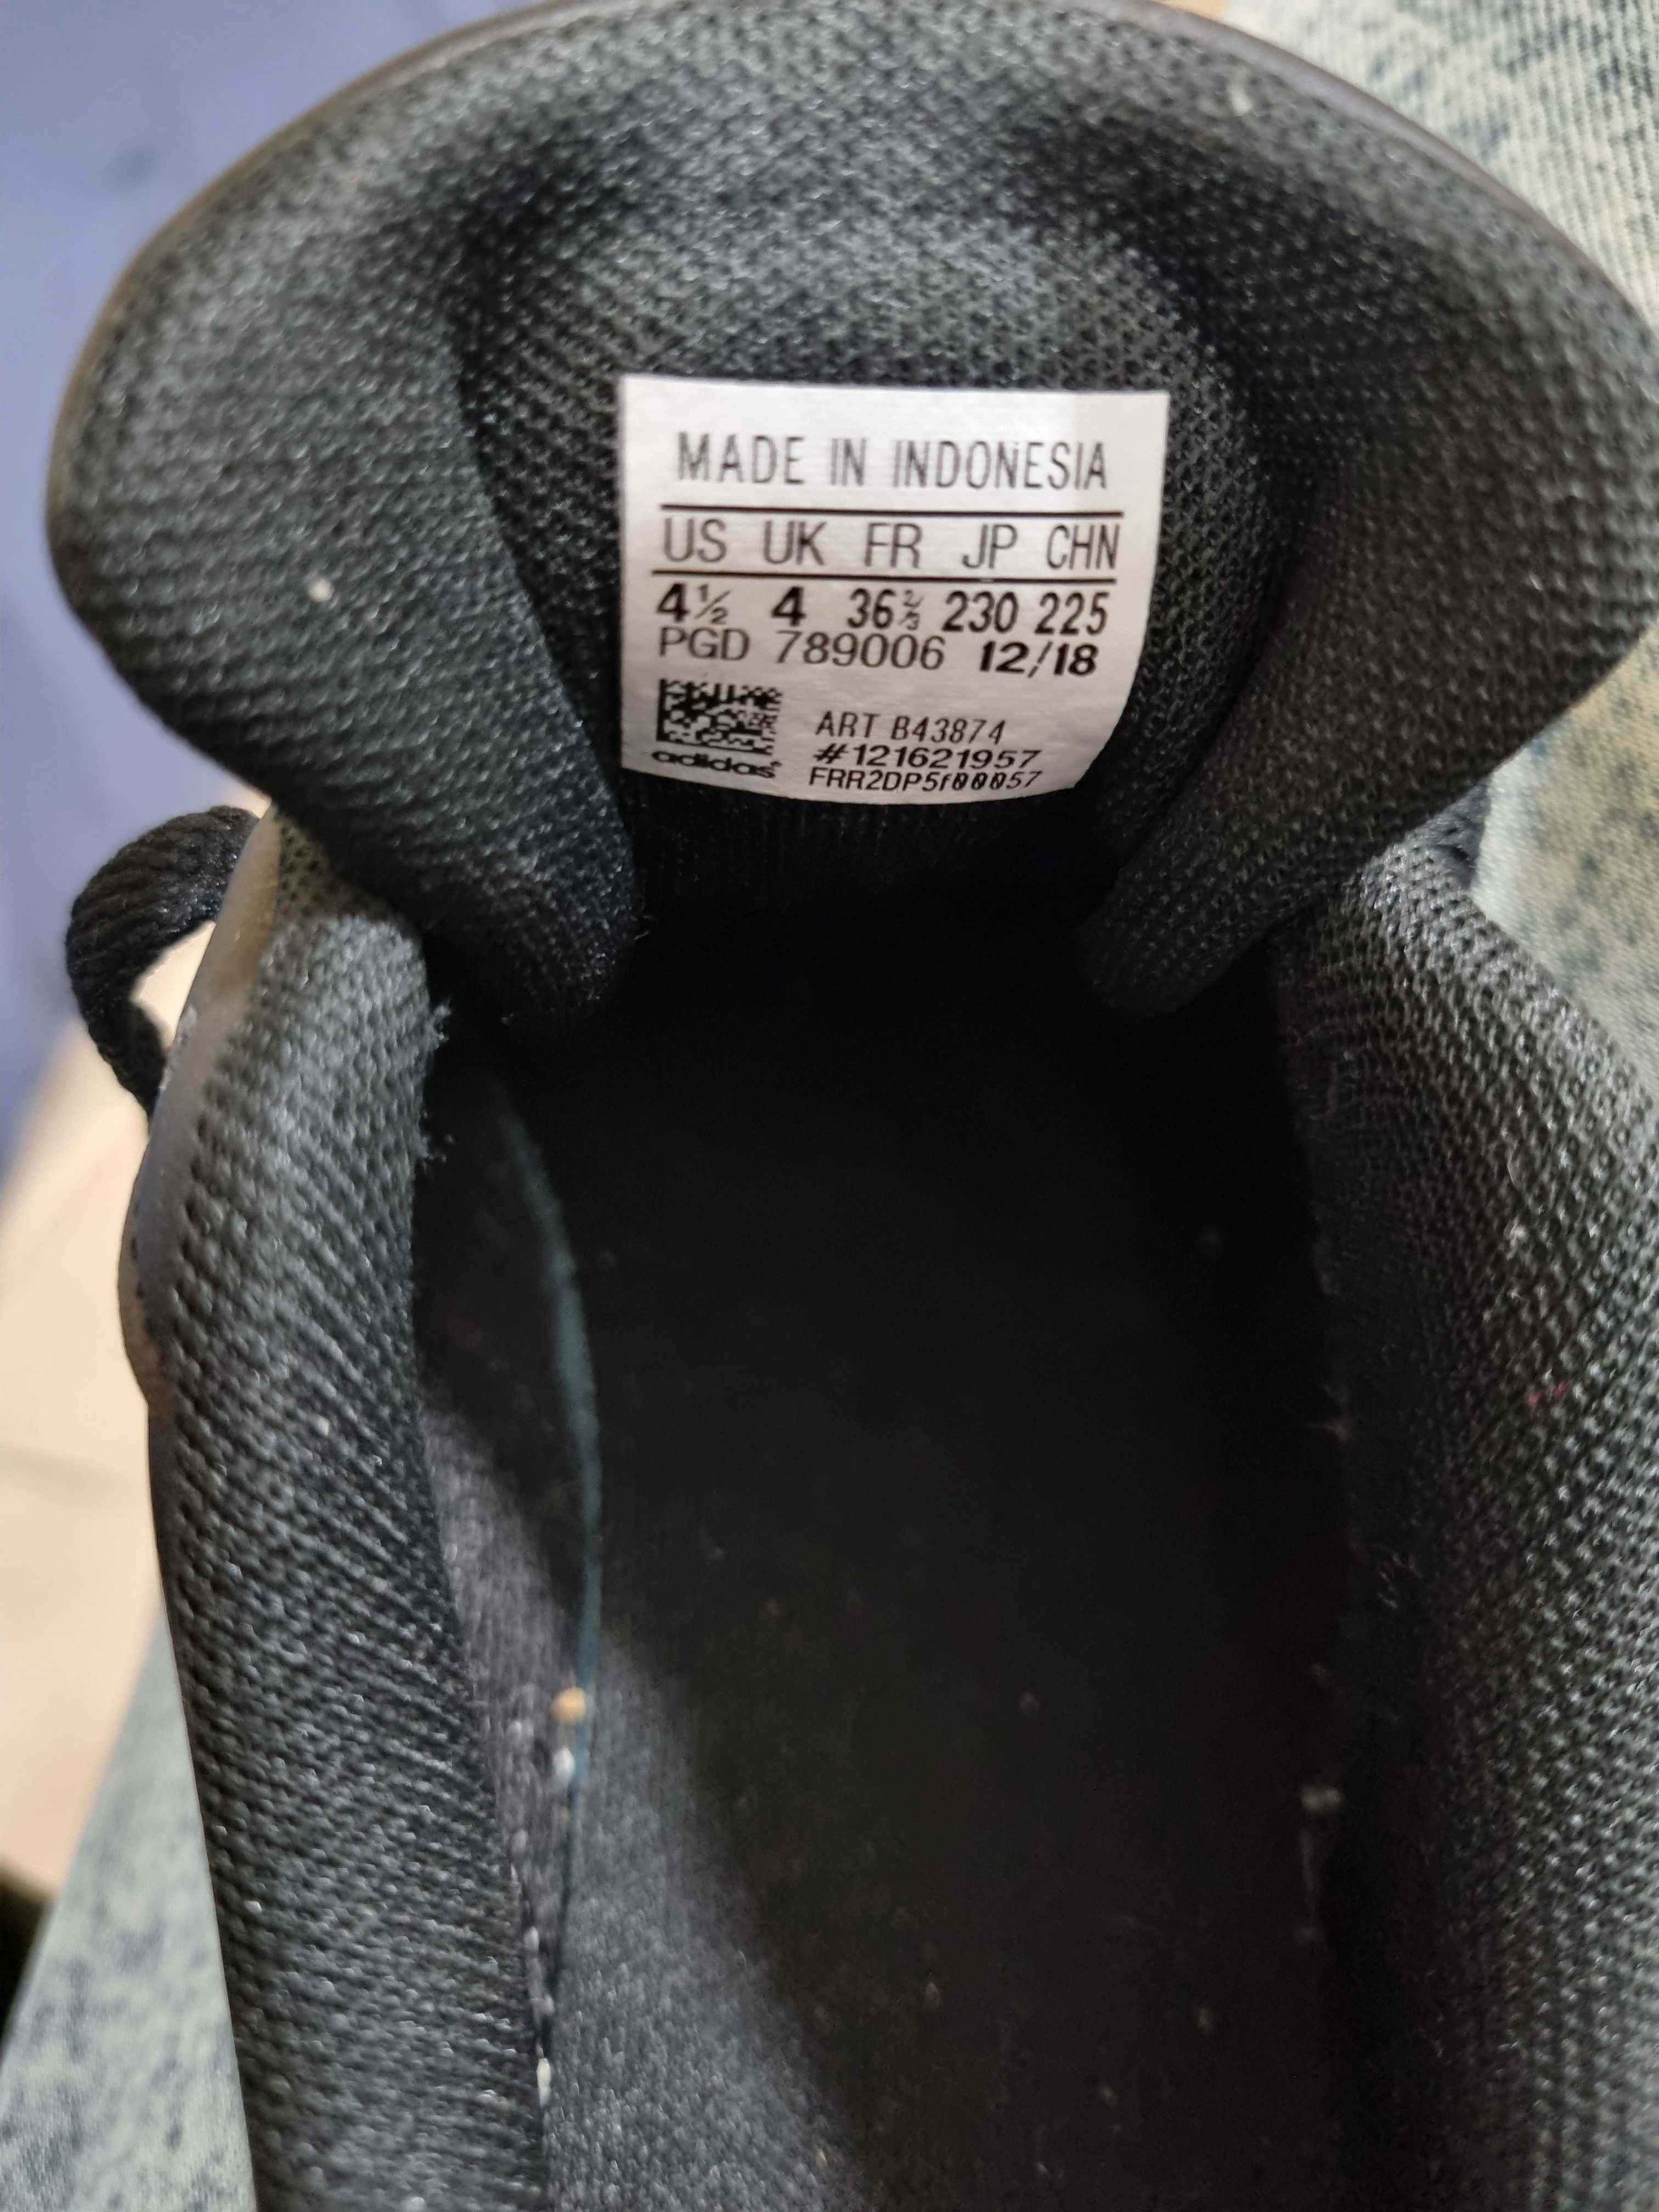 MADE IN INDONESIA
US UK FR JP CHN
4½ 4 36⅔ 230 225
PGD 789006 12/18
ART B43874
#121621957
adidas
FRR2DP5f00057